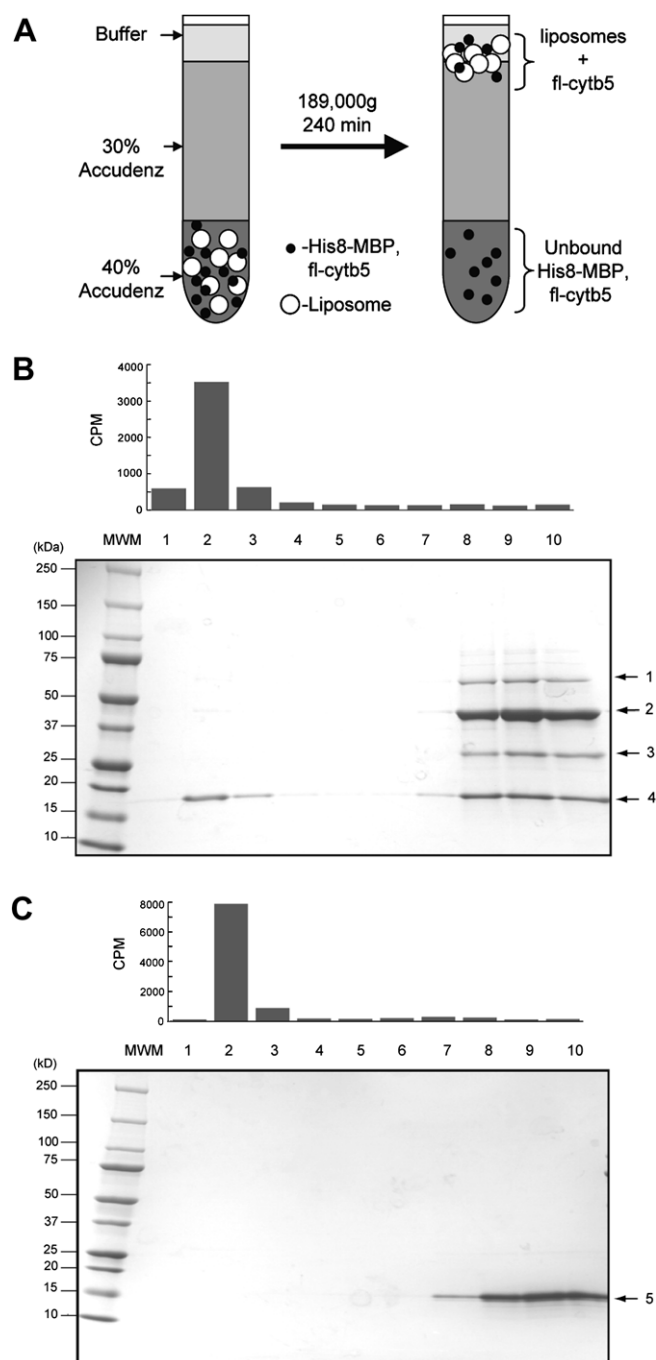 A
Buffer
30%
Accudenz
40%
Accudenz
189,000g
240 min
-His8-MBP,
fl-cytb5
-Liposome
liposomes
+
fl-cytb5
Unbound
His8-MBP,
fl-cytb5
B
CPM
4000
3000
2000
1000
0
(kDa) MWM 1 2 3 4 5 6 7 8 9 10
250
150
100
75
50
37
25
20
15
10
1
2
3
4
C
CPM
8000
6000
4000
2000
0
(kD) MWM 1 2 3 4 5 6 7 8 9 10
250
150
100
75
50
37
25
20
15
10
5